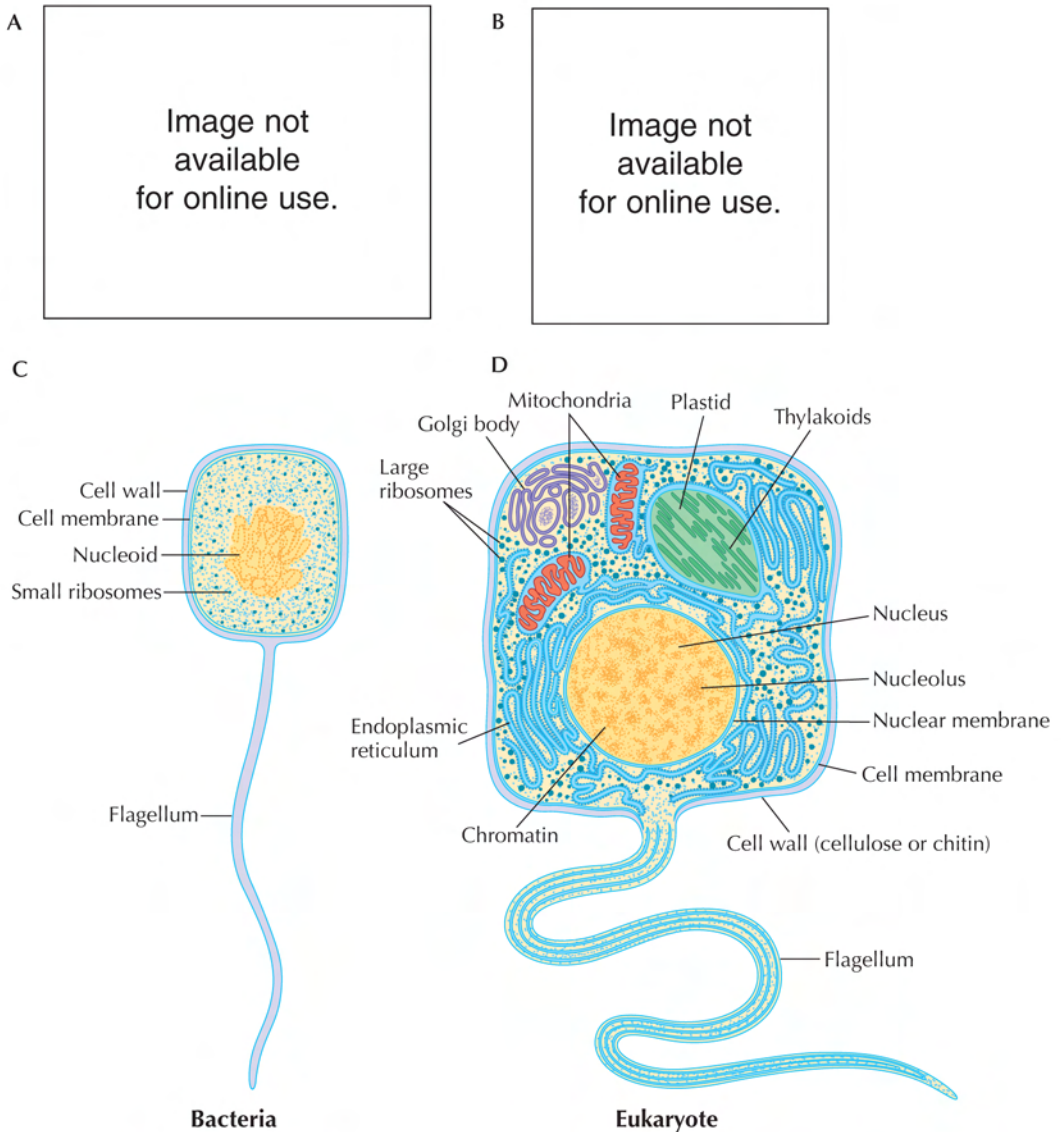 A
Image not
available
for online use.
B
Image not
available
for online use.
C
Cell wall
Cell membrane
Nucleoid
Small ribosomes
Flagellum
Bacteria
D
Mitochondria
Plastid
Thylakoids
Golgi body
Large
ribosomes
Nucleus
Nucleolus
Nuclear membrane
Endoplasmic
reticulum
Cell membrane
Chromatin
Cell wall (cellulose or chitin)
Flagellum
Eukaryote